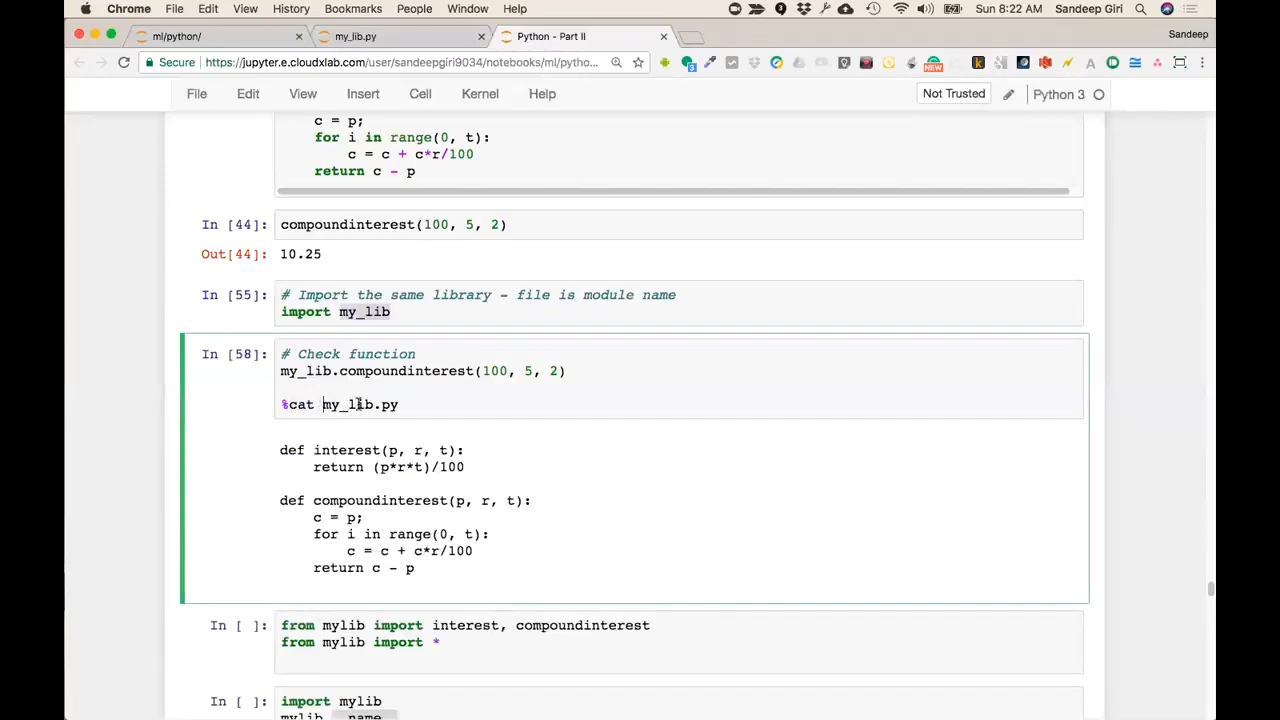 Chrome File Edit View History Bookmarks People Window Help Sun 8:22 AM Sandeep Giri
ml/python/ my_lib.py Python - Part II Sandeep
Secure https://jupyter.e.cloudxlab.com/user/sandeepgiri9034/notebooks/ml/pytho...
3 NEW
File Edit View Insert Cell Kernel Help Not Trusted Python 3
c = p;
for i in range(0, t):
c = c + c*r/100
return c - p
In [44]: compoundinterest(100, 5, 2)
Out[44]: 10.25
In [55]: # Import the same library - file is module name
import my_lib
In [58]: # Check function
my_lib.compoundinterest(100, 5, 2)
%cat my_lib.py
def interest(p, r, t):
return (p*r*t)/100
def compoundinterest(p, r, t):
c = p;
for i in range(0, t):
c = c + c*r/100
return c - p
In [ ]: from mylib import interest, compoundinterest
from mylib import *
In [ ]: import mylib
mylib.__name__